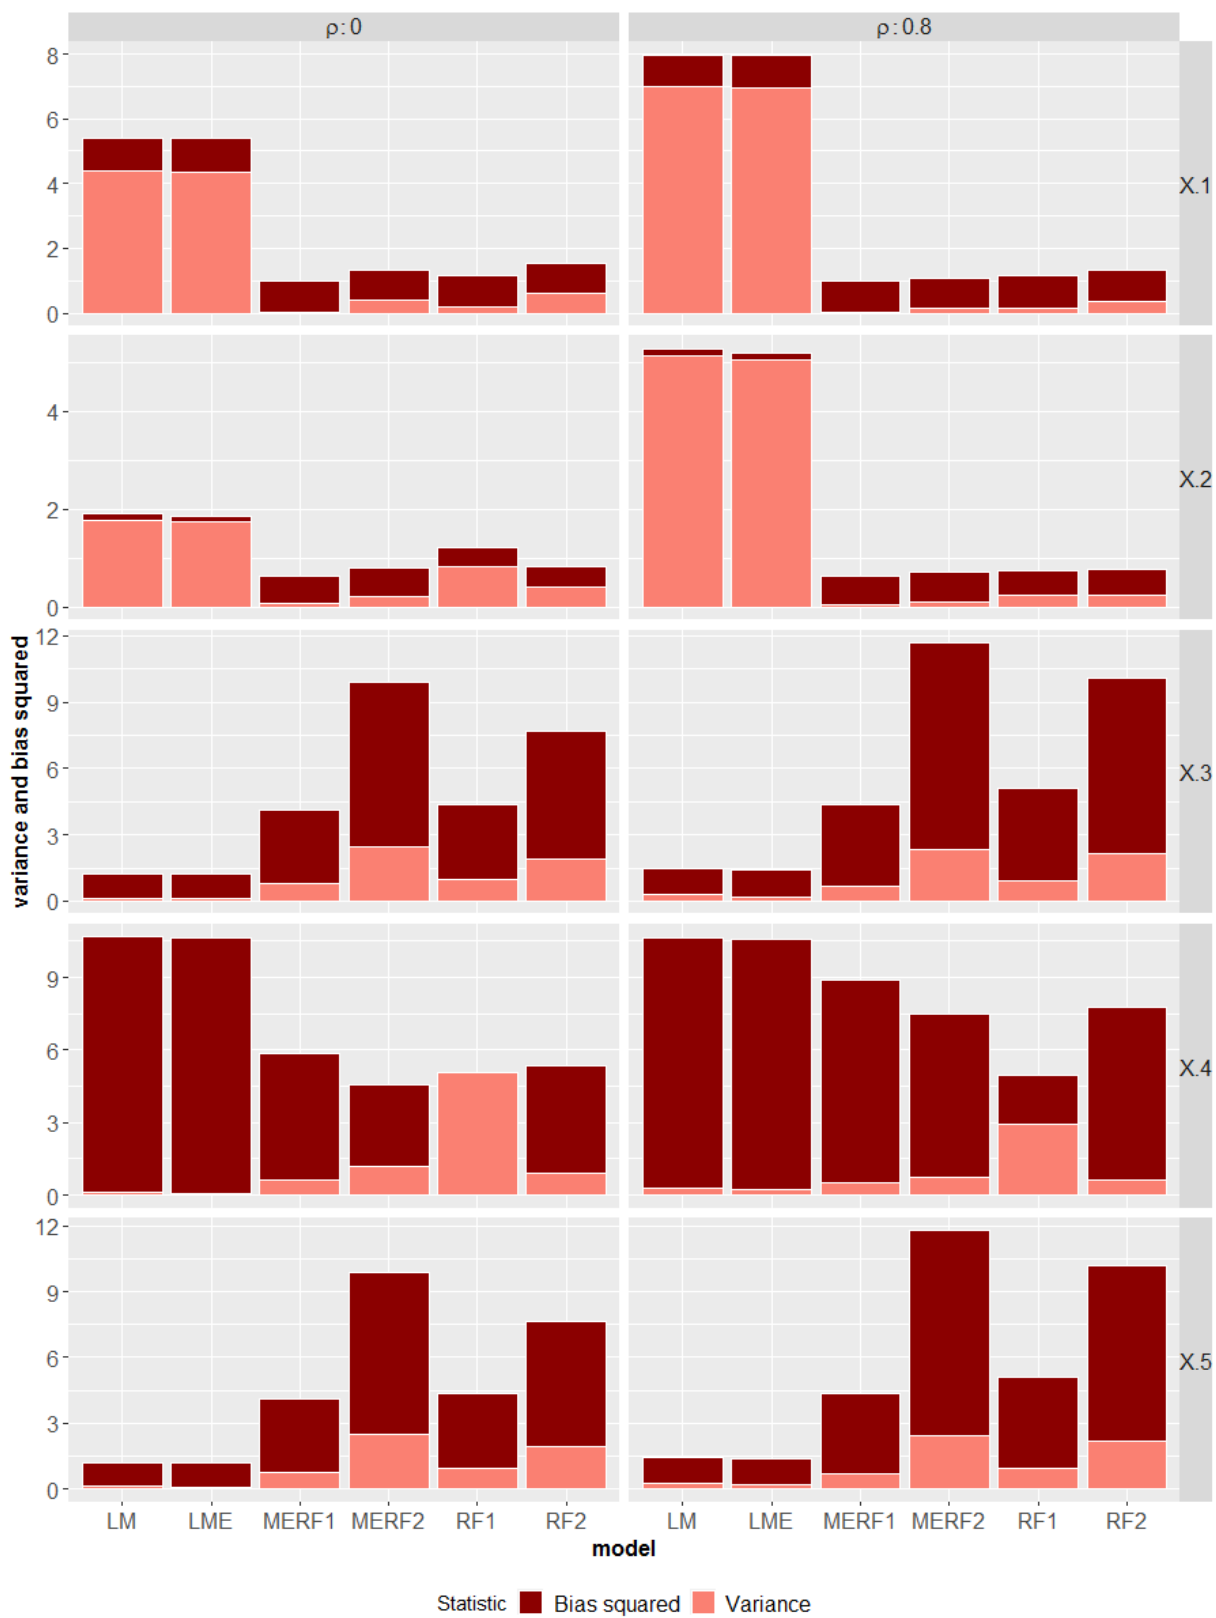 ρ: 0
ρ: 0.8
8
6
4
2
0
X.1
4
2
0
X.2
12
9
6
3
0
X.3
9
6
3
0
X.4
12
9
6
3
0
X.5
variance and bias squared
LM LME MERF1 MERF2 RF1 RF2
LM LME MERF1 MERF2 RF1 RF2
model
Statistic Bias squared Variance